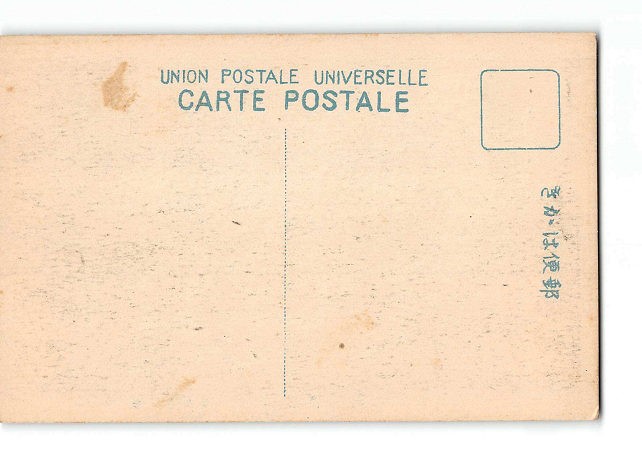 UNION POSTALE UNIVERSELLE
CARTE POSTALE
郵便はがき